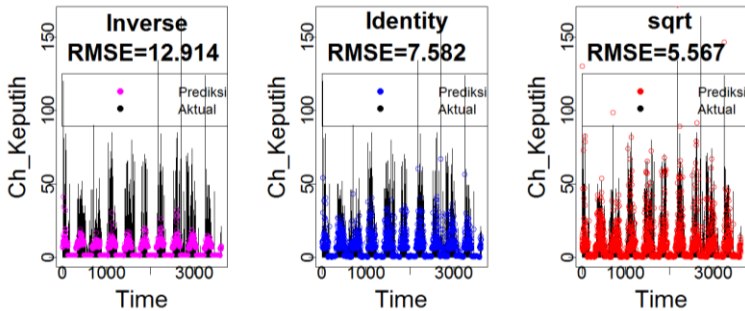 Inverse
RMSE=12.914
Prediksi
Aktual
Ch_Keputih
0 50 100 150
0 1000 3000
Time
Identity
RMSE=7.582
Prediksi
Aktual
Ch_Keputih
0 50 100 150
0 1000 3000
Time
sqrt
RMSE=5.567
Prediksi
Aktual
Ch_Keputih
0 50 100 150
0 1000 3000
Time